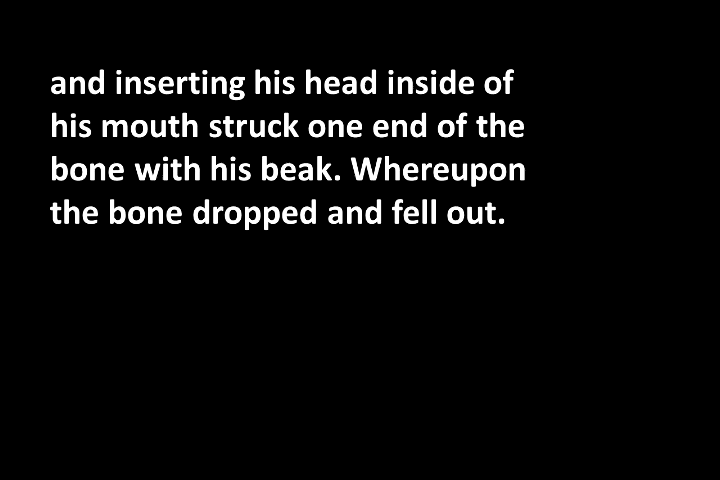 and inserting his head inside of
his mouth struck one end of the
bone with his beak. Whereupon
the bone dropped and fell out.